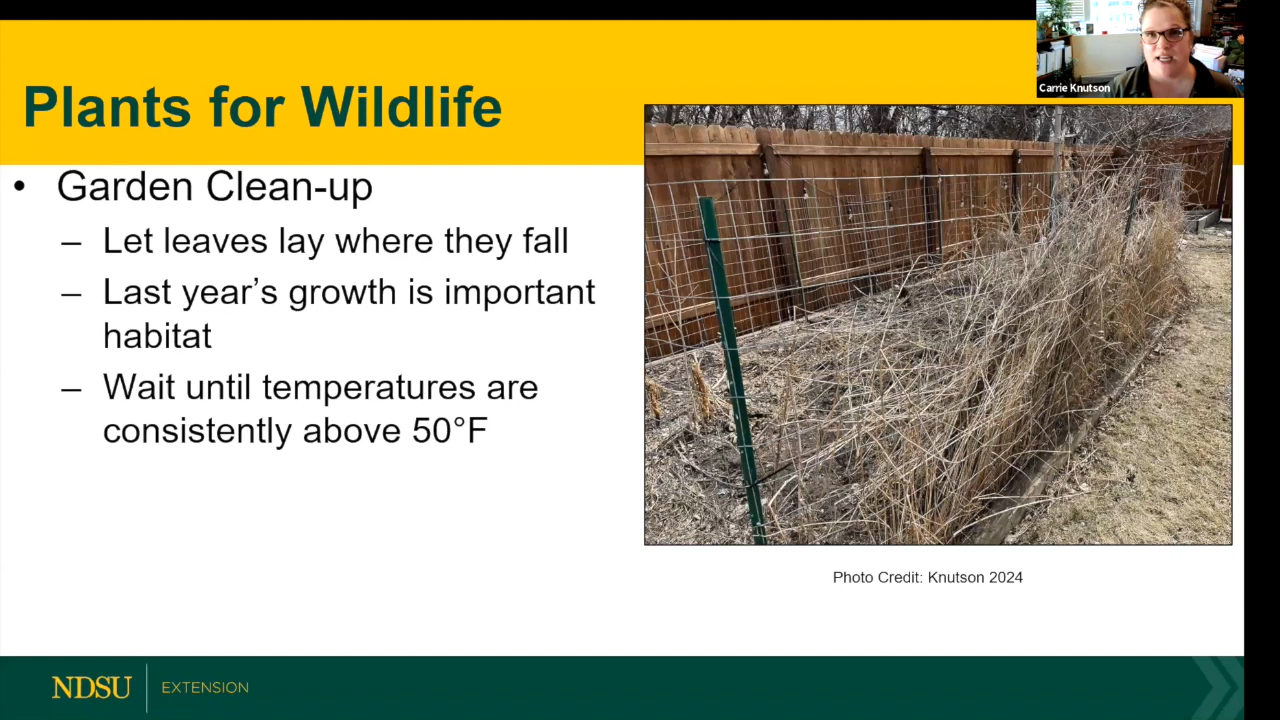 Carrie Knutson
Plants for Wildlife
• Garden Clean-up
– Let leaves lay where they fall
– Last year’s growth is important
habitat
– Wait until temperatures are
consistently above 50°F
Photo Credit: Knutson 2024
NDSU EXTENSION